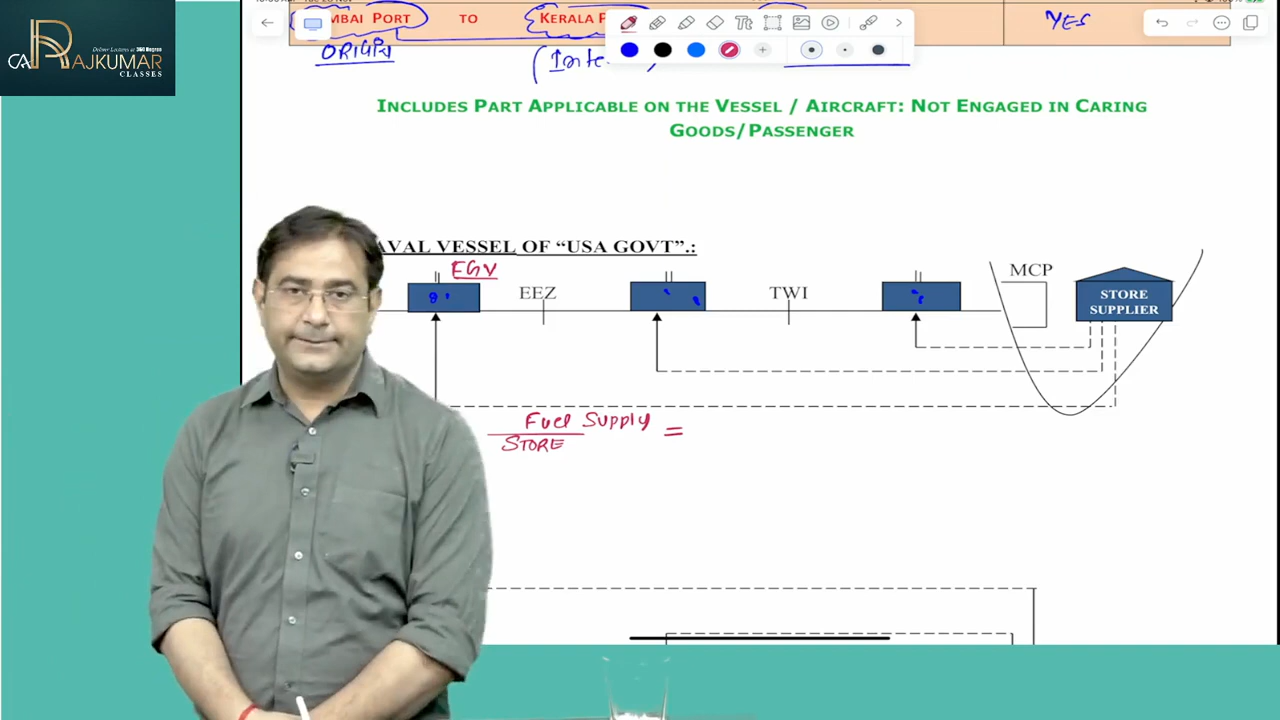 Deliver Lectures at 360 Degree
CA RAJKUMAR
CLASSES
MBAI PORT TO KERALA P
YES
ORIGIN
(Inte
Tt
INCLUDES PART APPLICABLE ON THE VESSEL / AIRCRAFT: NOT ENGAGED IN CARING
GOODS/PASSENGER
AVAL VESSEL OF “USA GOVT”.:
EGV
EEZ
TWI
MCP
STORE
SUPPLIER
Fuel Supply =
STORE